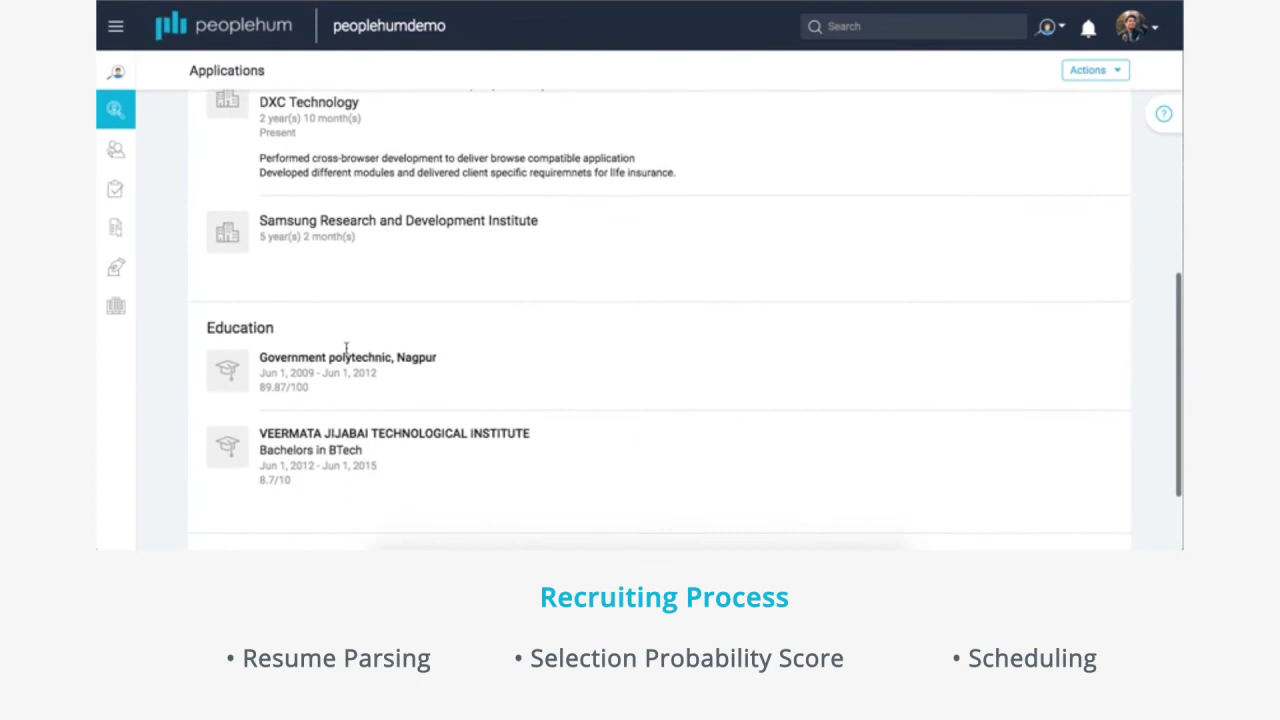 peoplehum
peoplehumdemo
Search
Applications
Actions
DXC Technology
2 year(s) 10 month(s)
Present
Performed cross-browser development to deliver browse compatible application
Developed different modules and delivered client specific requiremnets for life insurance.
Samsung Research and Development Institute
5 year(s) 2 month(s)
Education
Government polytechnic, Nagpur
Jun 1, 2009 - Jun 1, 2012
89.87/100
VEERMATA JIJABAI TECHNOLOGICAL INSTITUTE
Bachelors in BTech
Jun 1, 2012 - Jun 1, 2015
8.7/10
Recruiting Process
• Resume Parsing
• Selection Probability Score
• Scheduling